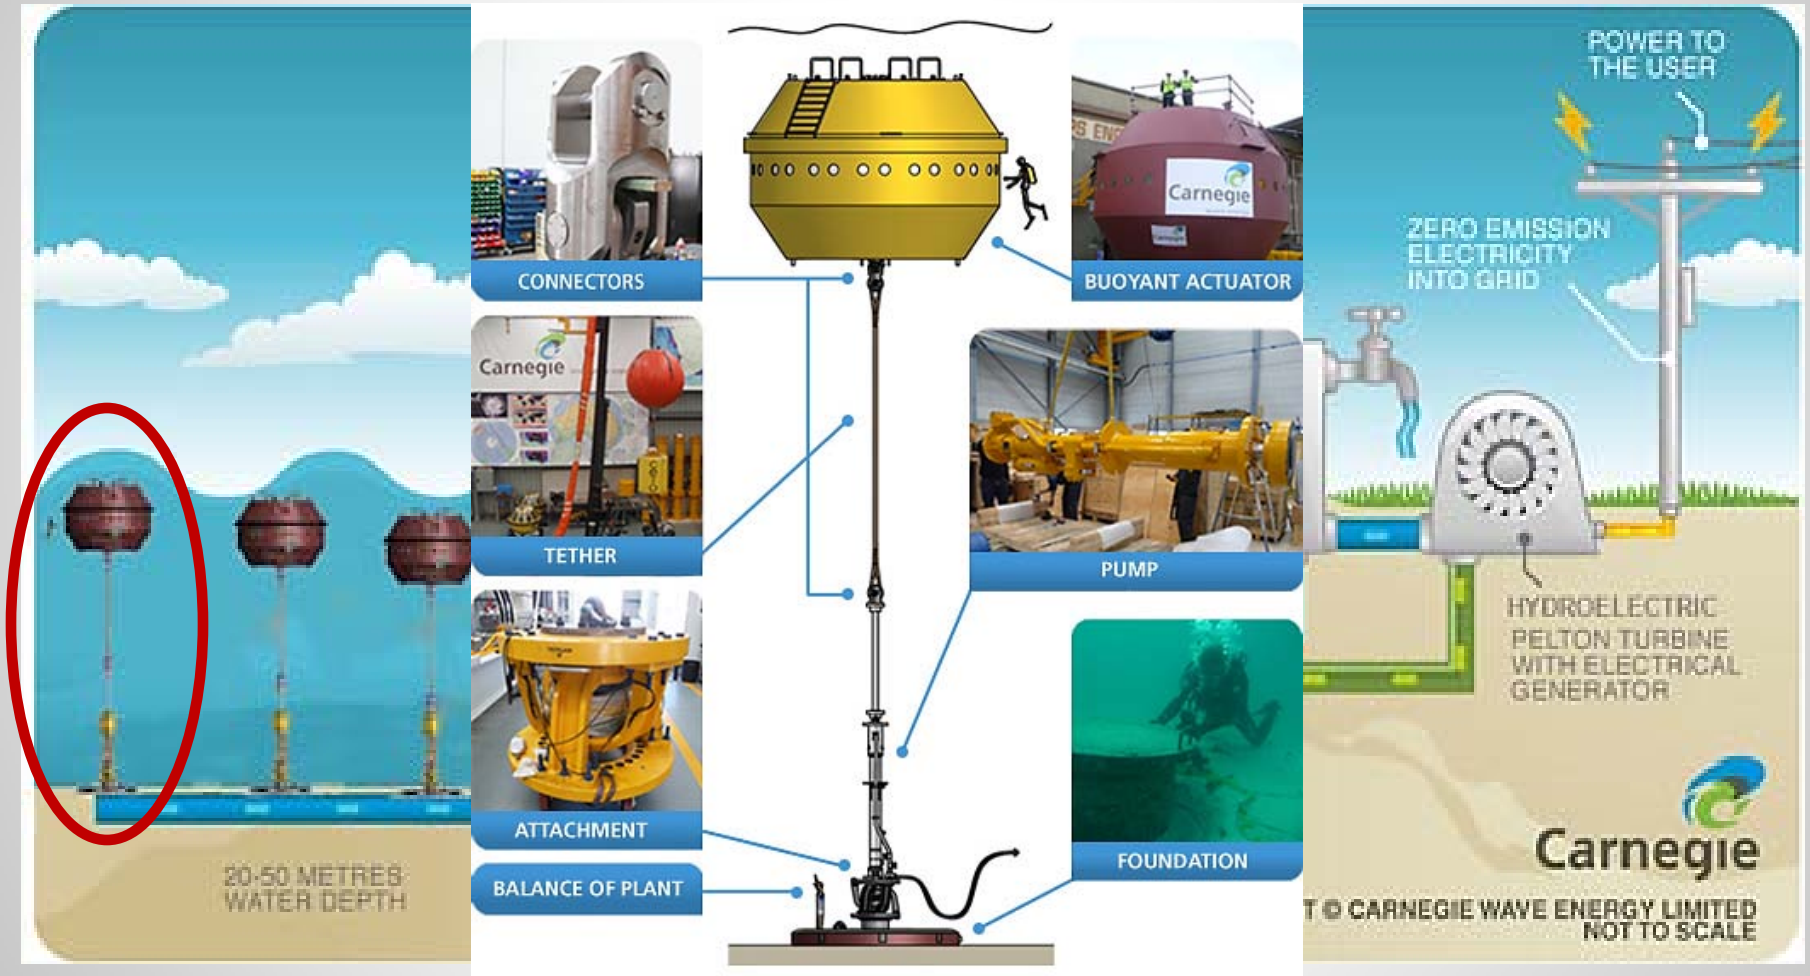 POWER TO
THE USER
ZERO EMISSION
ELECTRICITY
INTO GRID
PS ENG
Carnegie
CONNECTORS
BUOYANT ACTUATOR
Carnegie
TETHER
PUMP
ATTACHMENT
BALANCE OF PLANT
FOUNDATION
20-50 METRES
WATER DEPTH
HYDROELECTRIC
PELTON TURBINE
WITH ELECTRICAL
GENERATOR
Carnegie
T © CARNEGIE WAVE ENERGY LIMITED
NOT TO SCALE